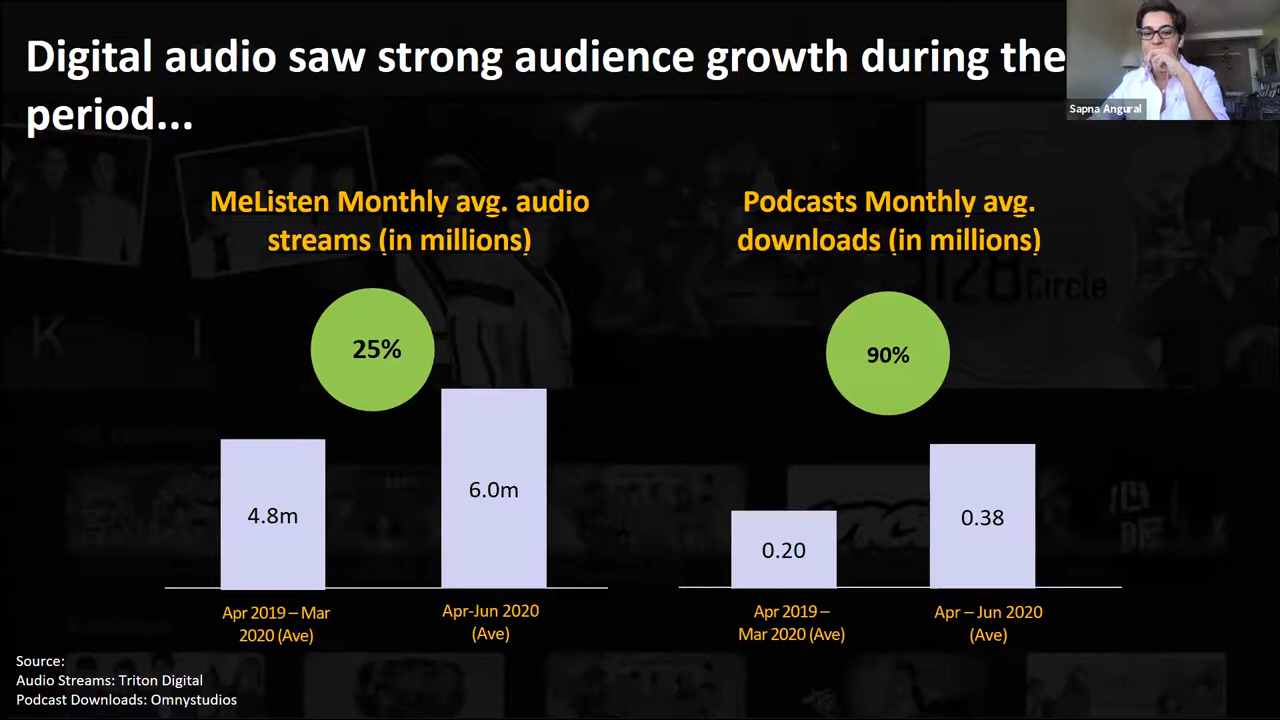 Digital audio saw strong audience growth during the
period...
Sapna Angural
MeListen Monthly avg. audio
streams (in millions)
25%
4.8m
6.0m
Apr 2019 – Mar
2020 (Ave)
Apr-Jun 2020
(Ave)
Podcasts Monthly avg.
downloads (in millions)
90%
0.20
0.38
Apr 2019 –
Mar 2020 (Ave)
Apr – Jun 2020
(Ave)
Circle
K I
Source:
Audio Streams: Triton Digital
Podcast Downloads: Omnystudios